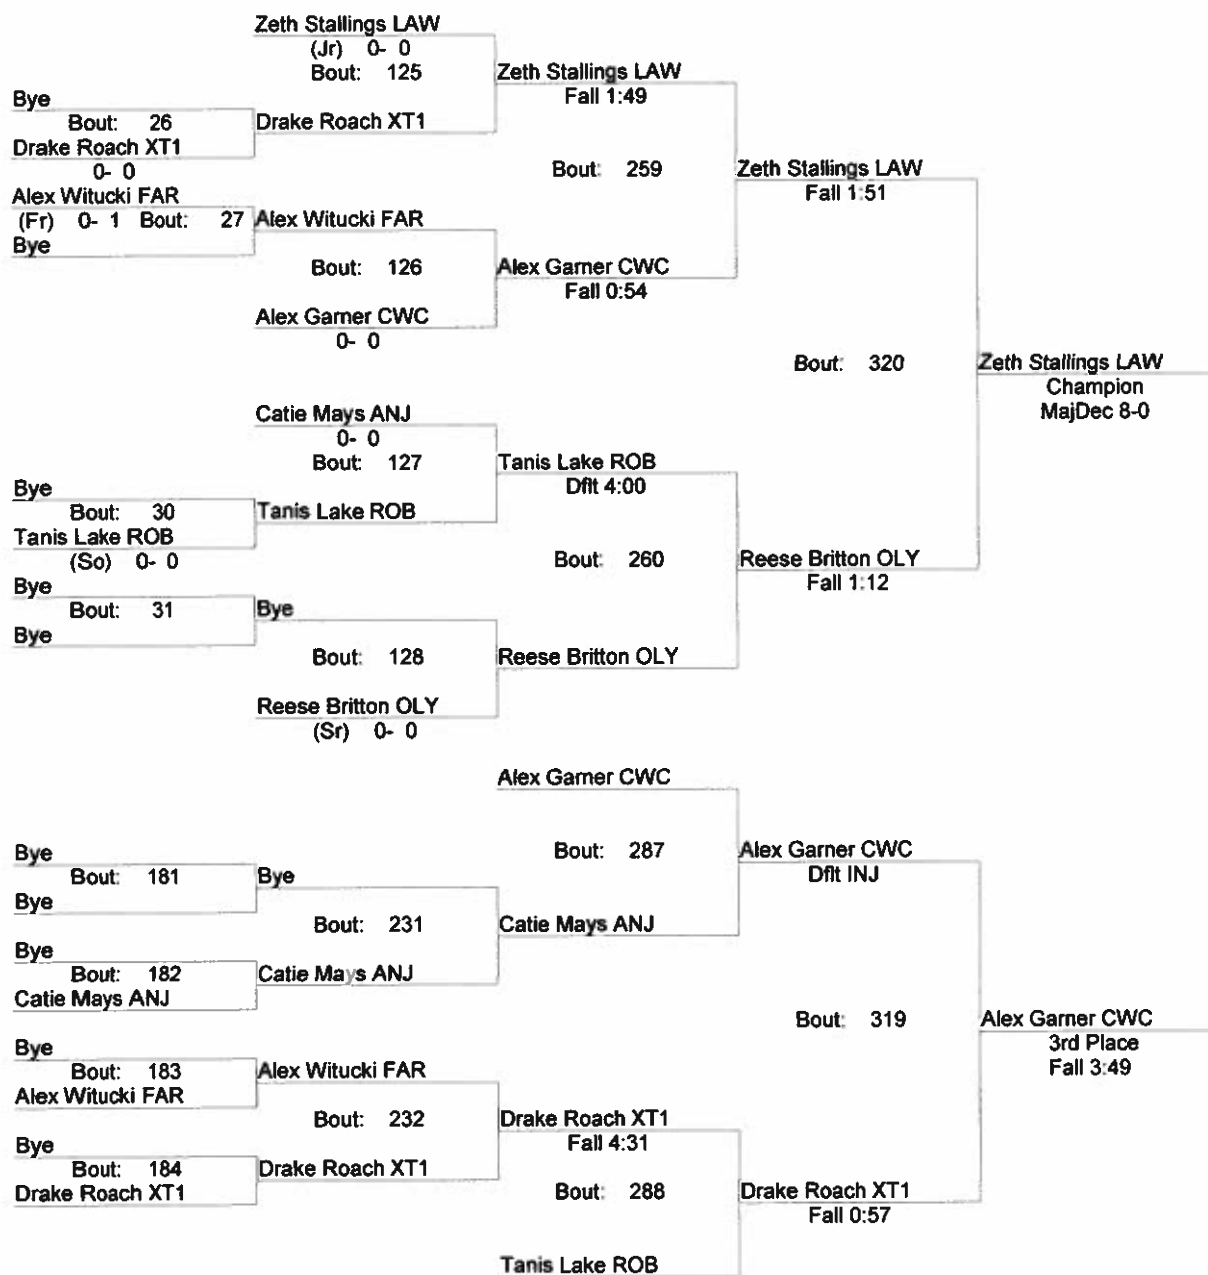 Zeth Stallings LAW
(Jr) 0- 0
Bout: 125
Zeth Stallings LAW
Fall 1:49
Bye
Bout: 26
Drake Roach XT1
Drake Roach XT1
0- 0
Bout: 259
Zeth Stallings LAW
Fall 1:51
Alex Witucki FAR
(Fr) 0- 1 Bout: 27
Alex Witucki FAR
Bye
Bout: 126
Alex Garner CWC
Fall 0:54
Alex Garner CWC
0- 0
Bout: 320
Zeth Stallings LAW
Champion
MajDec 8-0
Catie Mays ANJ
0- 0
Bout: 127
Tanis Lake ROB
Dflt 4:00
Bye
Bout: 30
Tanis Lake ROB
Tanis Lake ROB
(So) 0- 0
Bout: 260
Reese Britton OLY
Fall 1:12
Bye
Bout: 31
Bye
Bye
Bout: 128
Reese Britton OLY
Reese Britton OLY
(Sr) 0- 0
Alex Garner CWC
Bout: 287
Alex Garner CWC
Dflt INJ
Bye
Bout: 181
Bye
Bye
Bout: 231
Catie Mays ANJ
Bye
Bout: 182
Catie Mays ANJ
Catie Mays ANJ
Bout: 319
Alex Garner CWC
3rd Place
Fall 3:49
Bye
Bout: 183
Alex Witucki FAR
Alex Witucki FAR
Bout: 232
Drake Roach XT1
Fall 4:31
Bye
Bout: 184
Drake Roach XT1
Drake Roach XT1
Bout: 288
Drake Roach XT1
Fall 0:57
Tanis Lake ROB